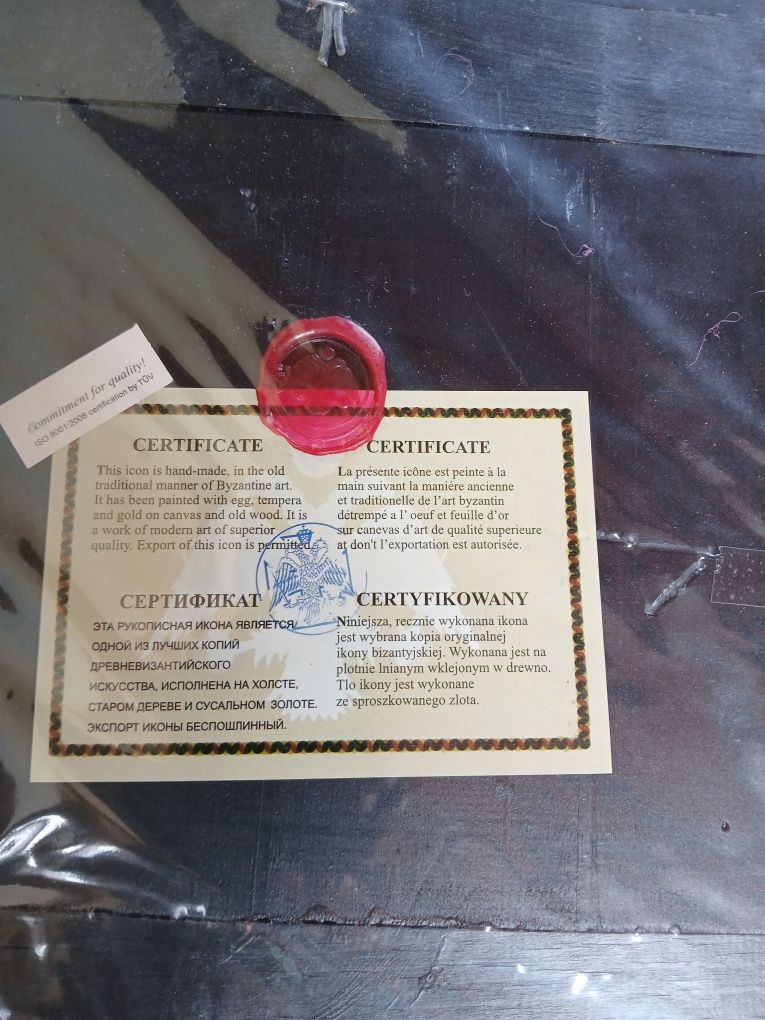 Commitment for quality!
ISO 9001:2008 certification by TÜV
CERTIFICATE
This icon is hand-made, in the old
traditional manner of Byzantine art.
It has been painted with egg, tempera
and gold on canvas and old wood. It is
a work of modern art of superior
quality. Export of this icon is permitted.
CERTIFICATE
La présente icône est peinte à la
main suivant la maniére ancienne
et traditionelle de l'art byzantin
détrempé a l' oeuf et feuille d'or
sur canevas d'art de qualité superieure
at don't l'exportation est autorisée.
СЕРТИФИКАТ
ЭТА РУКОПИСНАЯ ИКОНА ЯВЛЯЕТСЯ
ОДНОЙ ИЗ ЛУЧШИХ КОПИЙ
ДРЕВНЕВИЗАНТИЙСКОГО
ИСКУССТВА, ИСПОЛНЕНА НА ХОЛСТЕ,
СТАРОМ ДЕРЕВЕ И СУСАЛЬНОМ ЗОЛОТЕ.
ЭКСПОРТ ИКОНЫ БЕСПОШЛИННЫЙ.
CERTYFIKOWANY
Niniejsza, recznie wykonana ikona
jest wybrana kopia oryginalnej
ikony bizantyjskiej. Wykonana jest na
plotnie lnianym wklejonym w drewno.
Tlo ikony jest wykonane
ze sproszkowanego zlota.